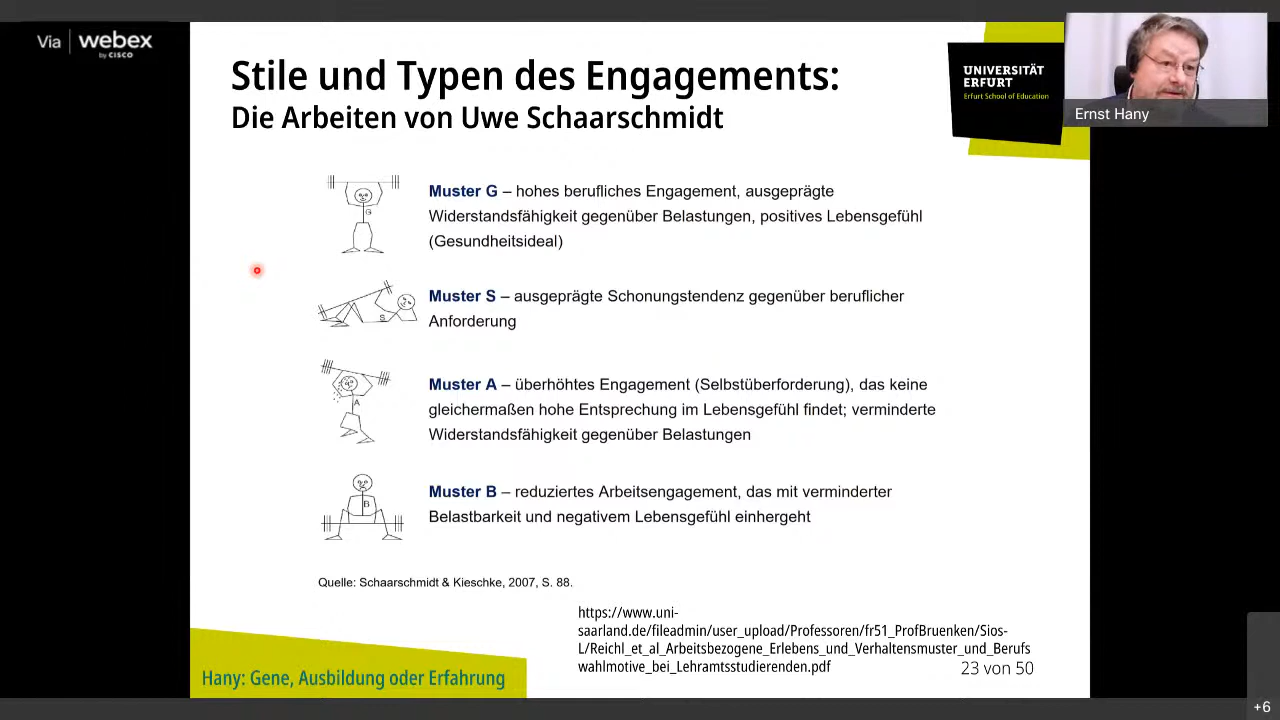 Via webex
by CISCO
Stile und Typen des Engagements:
Die Arbeiten von Uwe Schaarschmidt
UNIVERSITÄT
ERFURT
Erfurt School of Education
Ernst Hany
G
Muster G – hohes berufliches Engagement, ausgeprägte
Widerstandsfähigkeit gegenüber Belastungen, positives Lebensgefühl
(Gesundheitsideal)
S
Muster S – ausgeprägte Schonungstendenz gegenüber beruflicher
Anforderung
A
Muster A – überhöhtes Engagement (Selbstüberforderung), das keine
gleichermaßen hohe Entsprechung im Lebensgefühl findet; verminderte
Widerstandsfähigkeit gegenüber Belastungen
B
Muster B – reduziertes Arbeitsengagement, das mit verminderter
Belastbarkeit und negativem Lebensgefühl einhergeht
Quelle: Schaarschmidt & Kieschke, 2007, S. 88.
https://www.uni-
saarland.de/fileadmin/user_upload/Professoren/fr51_ProfBruenken/Sios-
L/Reichl_et_al_Arbeitsbezogene_Erlebens_und_Verhaltensmuster_und_Berufs
wahlmotive_bei_Lehramtsstudierenden.pdf
23 von 50
Hany: Gene, Ausbildung oder Erfahrung
+6